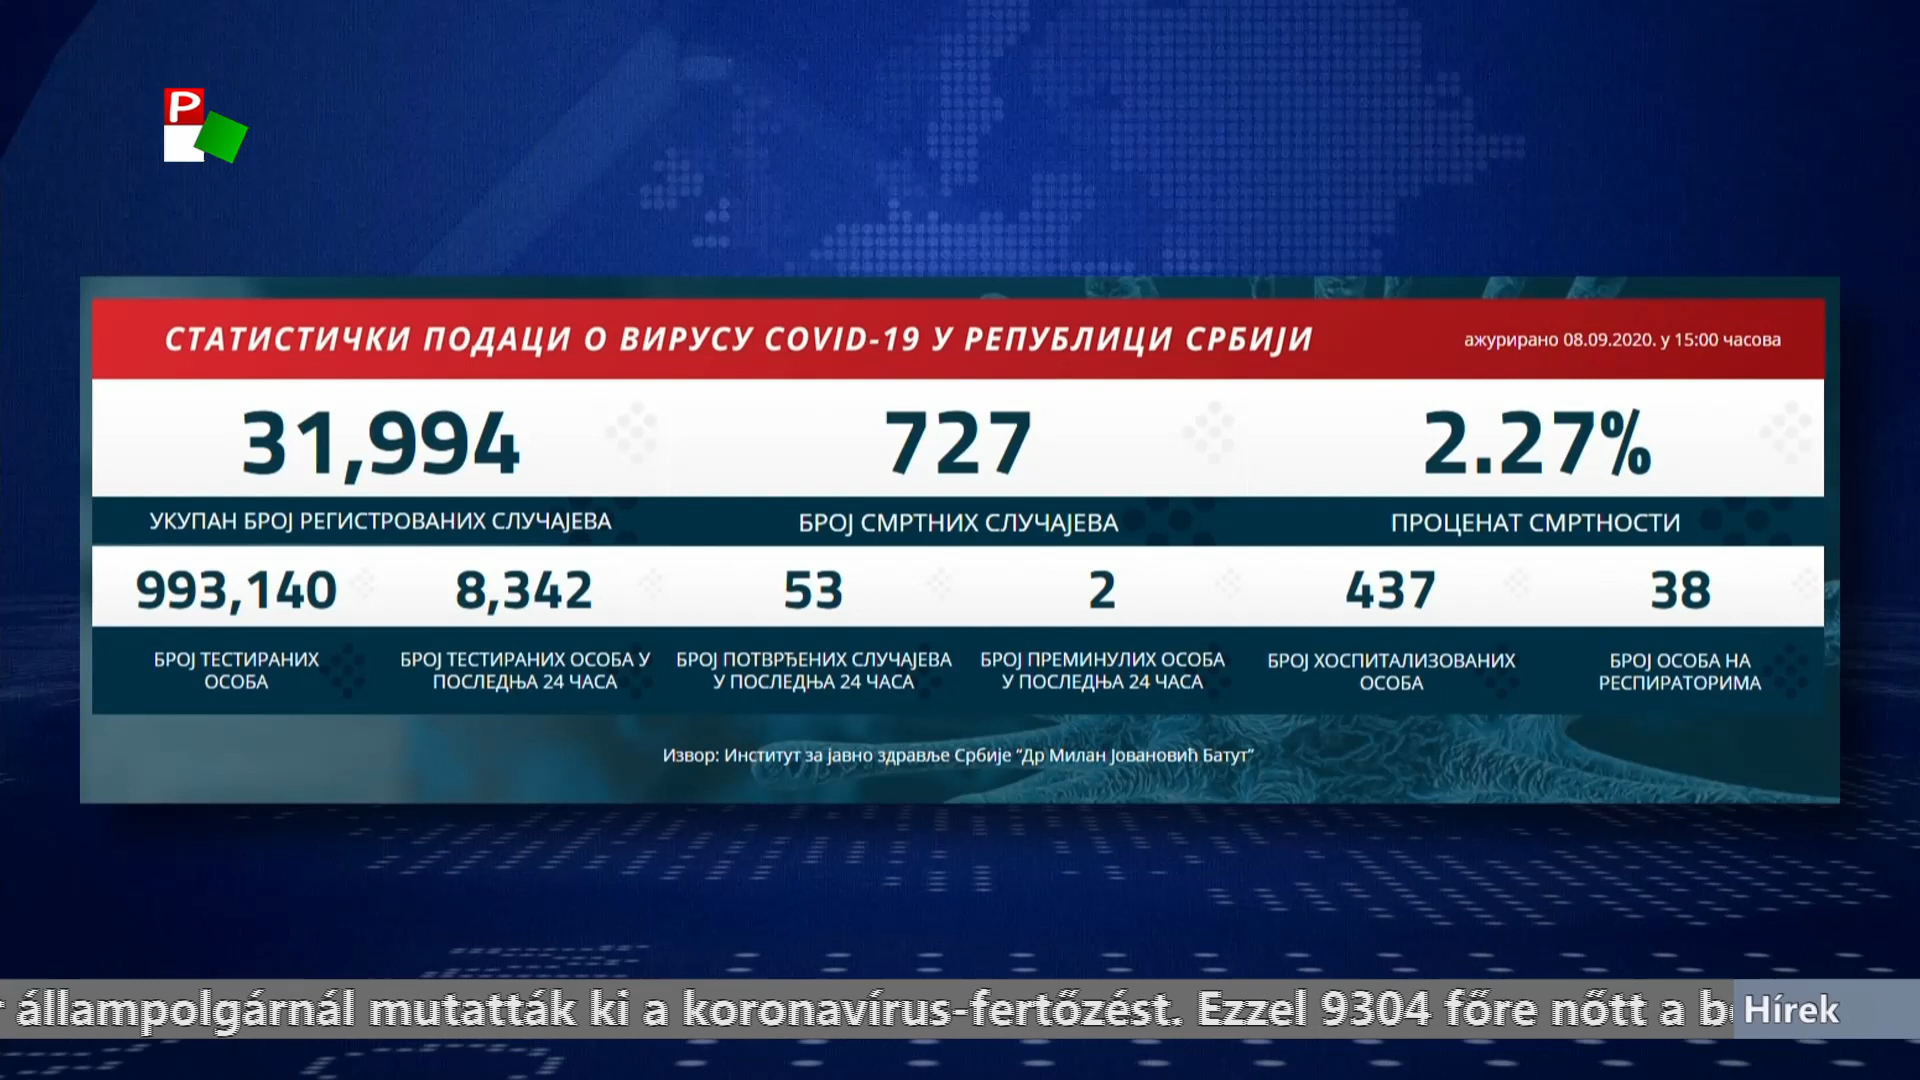 P
СТАТИСТИЧКИ ПОДАЦИ О ВИРУСУ COVID-19 У РЕПУБЛИЦИ СРБИЈИ
ажурирано 08.09.2020. у 15:00 часова
31,994
727
2.27%
УКУПАН БРОЈ РЕГИСТРОВАНИХ СЛУЧАЈЕВА
БРОЈ СМРТНИХ СЛУЧАЈЕВА
ПРОЦЕНАТ СМРТНОСТИ
993,140
8,342
53
2
437
38
БРОЈ ТЕСТИРАНИХ
ОСОБА
БРОЈ ТЕСТИРАНИХ ОСОБА У
ПОСЛЕДЊА 24 ЧАСА
БРОЈ ПОТВРЂЕНИХ СЛУЧАЈЕВА
У ПОСЛЕДЊА 24 ЧАСА
БРОЈ ПРЕМИНУЛИХ ОСОБА
У ПОСЛЕДЊА 24 ЧАСА
БРОЈ ХОСПИТАЛИЗОВАНИХ
ОСОБА
БРОЈ ОСОБА НА
РЕСПИРАТОРИМА
Извор: Институт за јавно здравље Србије “Др Милан Јовановић Батут”
állampolgárnál mutatták ki a koronavírus-fertőzést. Ezzel 9304 főre nőtt a
Hírek